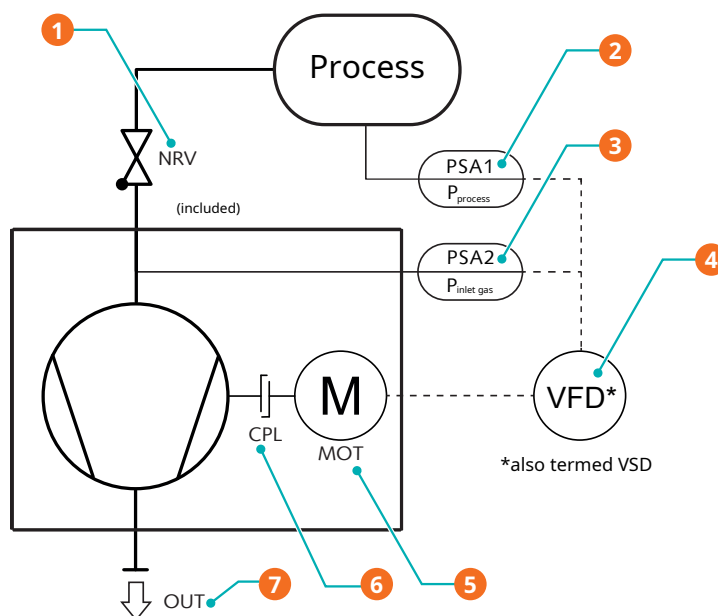 1
Process
2
3
NRV
PSA1
Pprocess
(included)
PSA2
Pinlet gas
4
M
VFD*
CPL
MOT
*also termed VSD
7
6
5
OUT